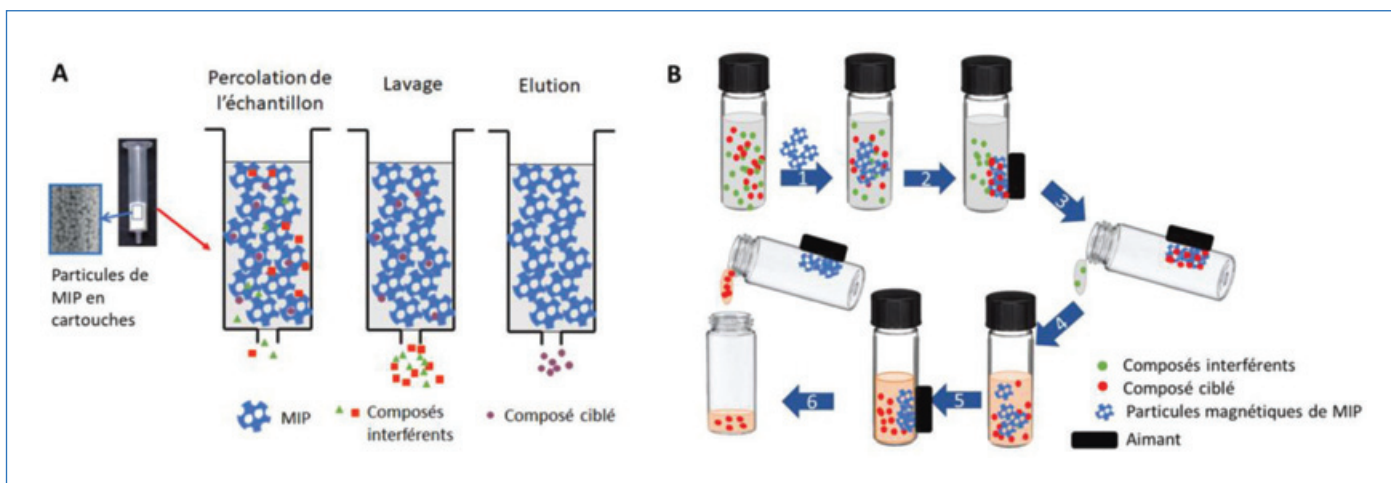 A
Percolation de
l'échantillon
Lavage
Elution
Particules de
MIP en
cartouches
MIP
Composés
interférents
Composé ciblé
B
1
2
3
4
5
6
Composés interférents
Composé ciblé
Particules magnétiques de MIP
Aimant